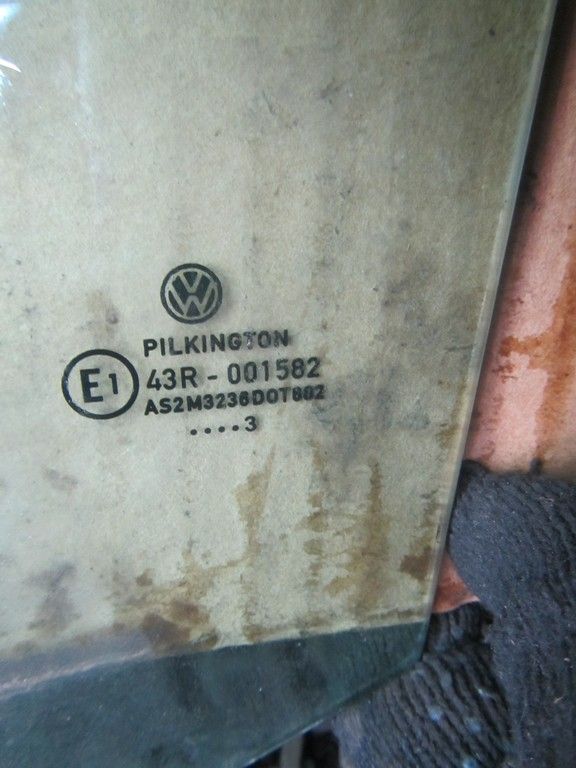 PILKINGTON
E1 43R - 001582
AS2M3236DOT802
....3